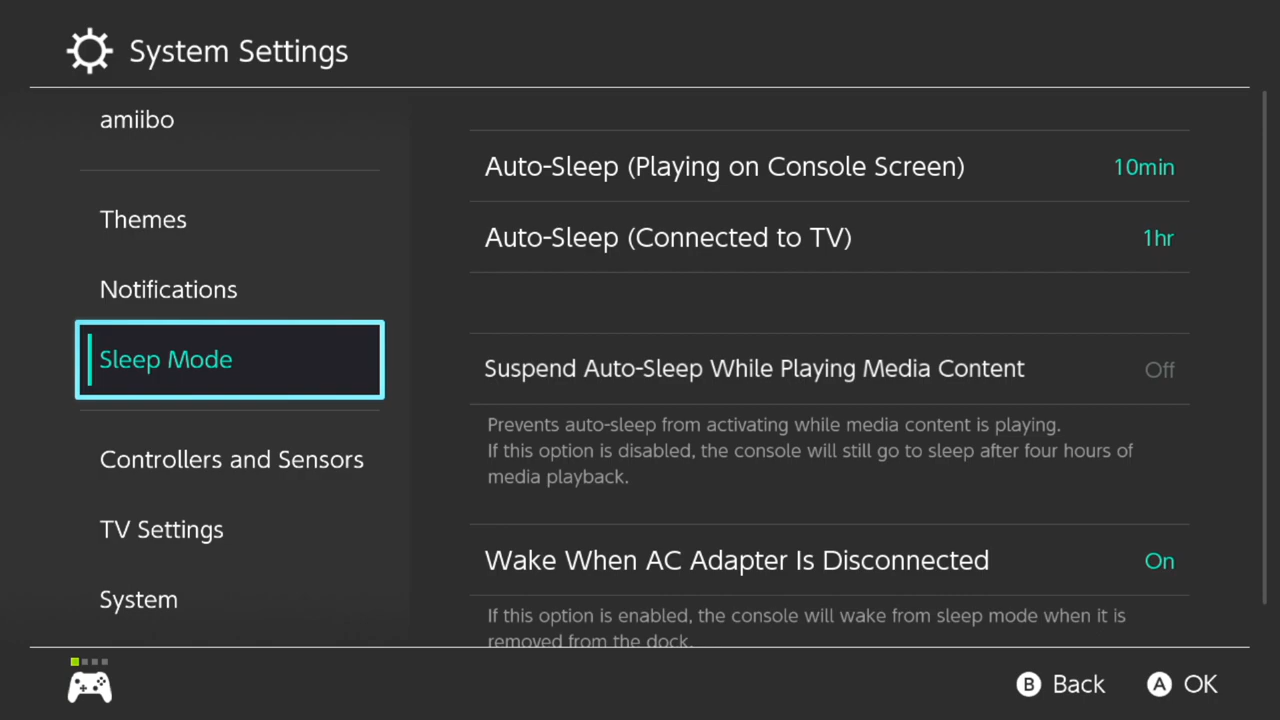 System Settings
amiibo
Themes
Notifications
Sleep Mode
Controllers and Sensors
TV Settings
System
Auto-Sleep (Playing on Console Screen) 10min
Auto-Sleep (Connected to TV) 1hr
Suspend Auto-Sleep While Playing Media Content Off
Prevents auto-sleep from activating while media content is playing.
If this option is disabled, the console will still go to sleep after four hours of
media playback.
Wake When AC Adapter Is Disconnected On
If this option is enabled, the console will wake from sleep mode when it is
removed from the dock.
B Back A OK